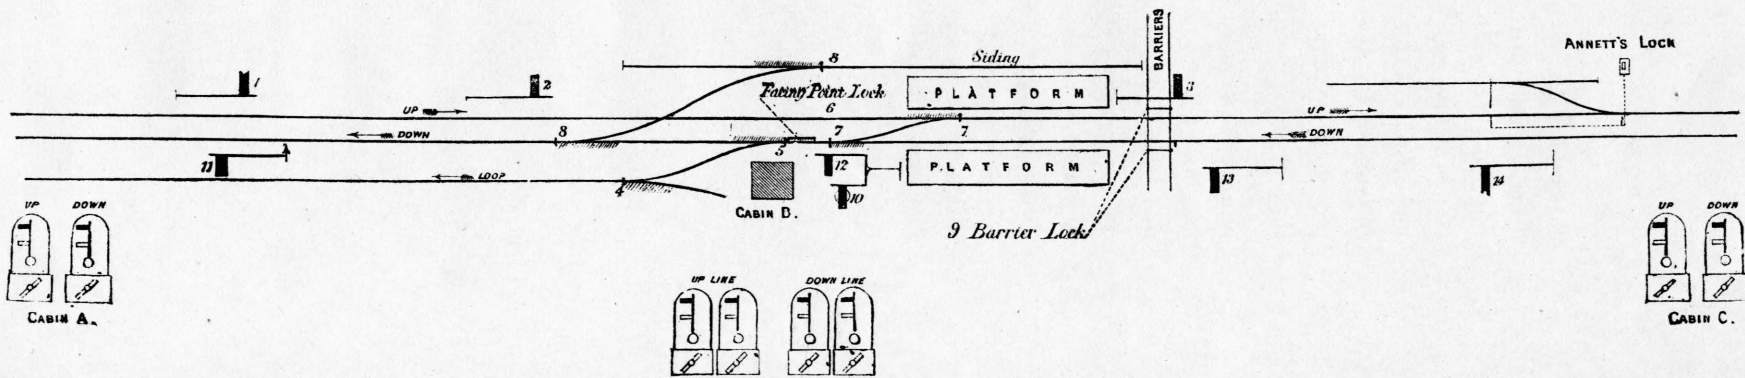 BARRIERS
ANNETT'S LOCK
8
Siding
1
2
Facing Point Lock
PLATFORM
3
6
UP
UP
7
DOWN
8
7
5
DOWN
11
12
PLATFORM
13
14
LOOP
4
10
CABIN B.
9 Barrier Lock
UP DOWN
UP DOWN
UP LINE DOWN LINE
CABIN A.
CABIN C.